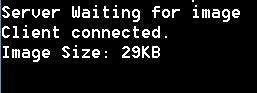 Server Waiting for image
Client connected.
Image Size: 29KB